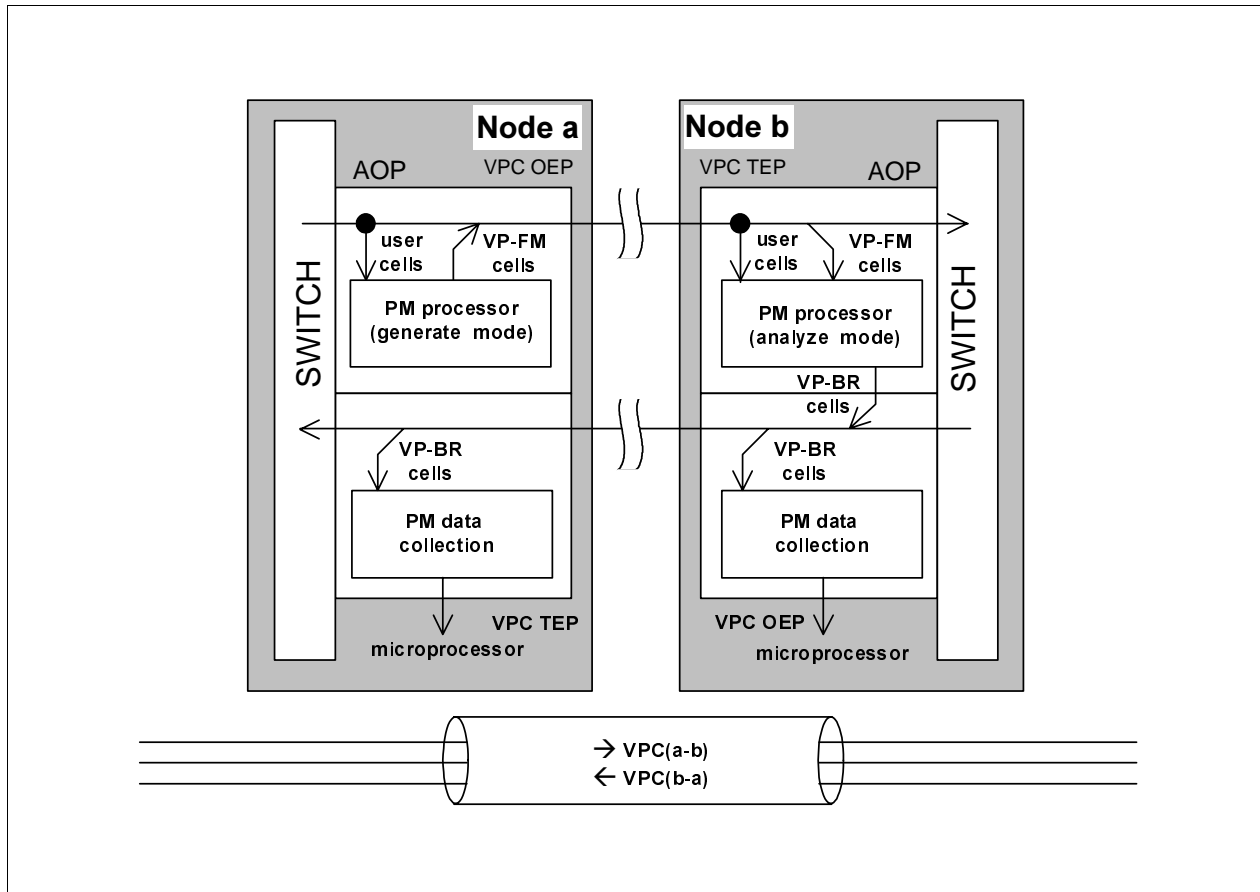 Node a
AOP
VPC OEP
SWITCH
user
cells
VP-FM
cells
PM processor
(generate mode)
VP-BR
cells
PM data
collection
VPC TEP
microprocessor
Node b
VPC TEP
AOP
user
cells
VP-FM
cells
PM processor
(analyze mode)
SWITCH
VP-BR
cells
VP-BR
cells
PM data
collection
VPC OEP
microprocessor
→ VPC(a-b)
← VPC(b-a)